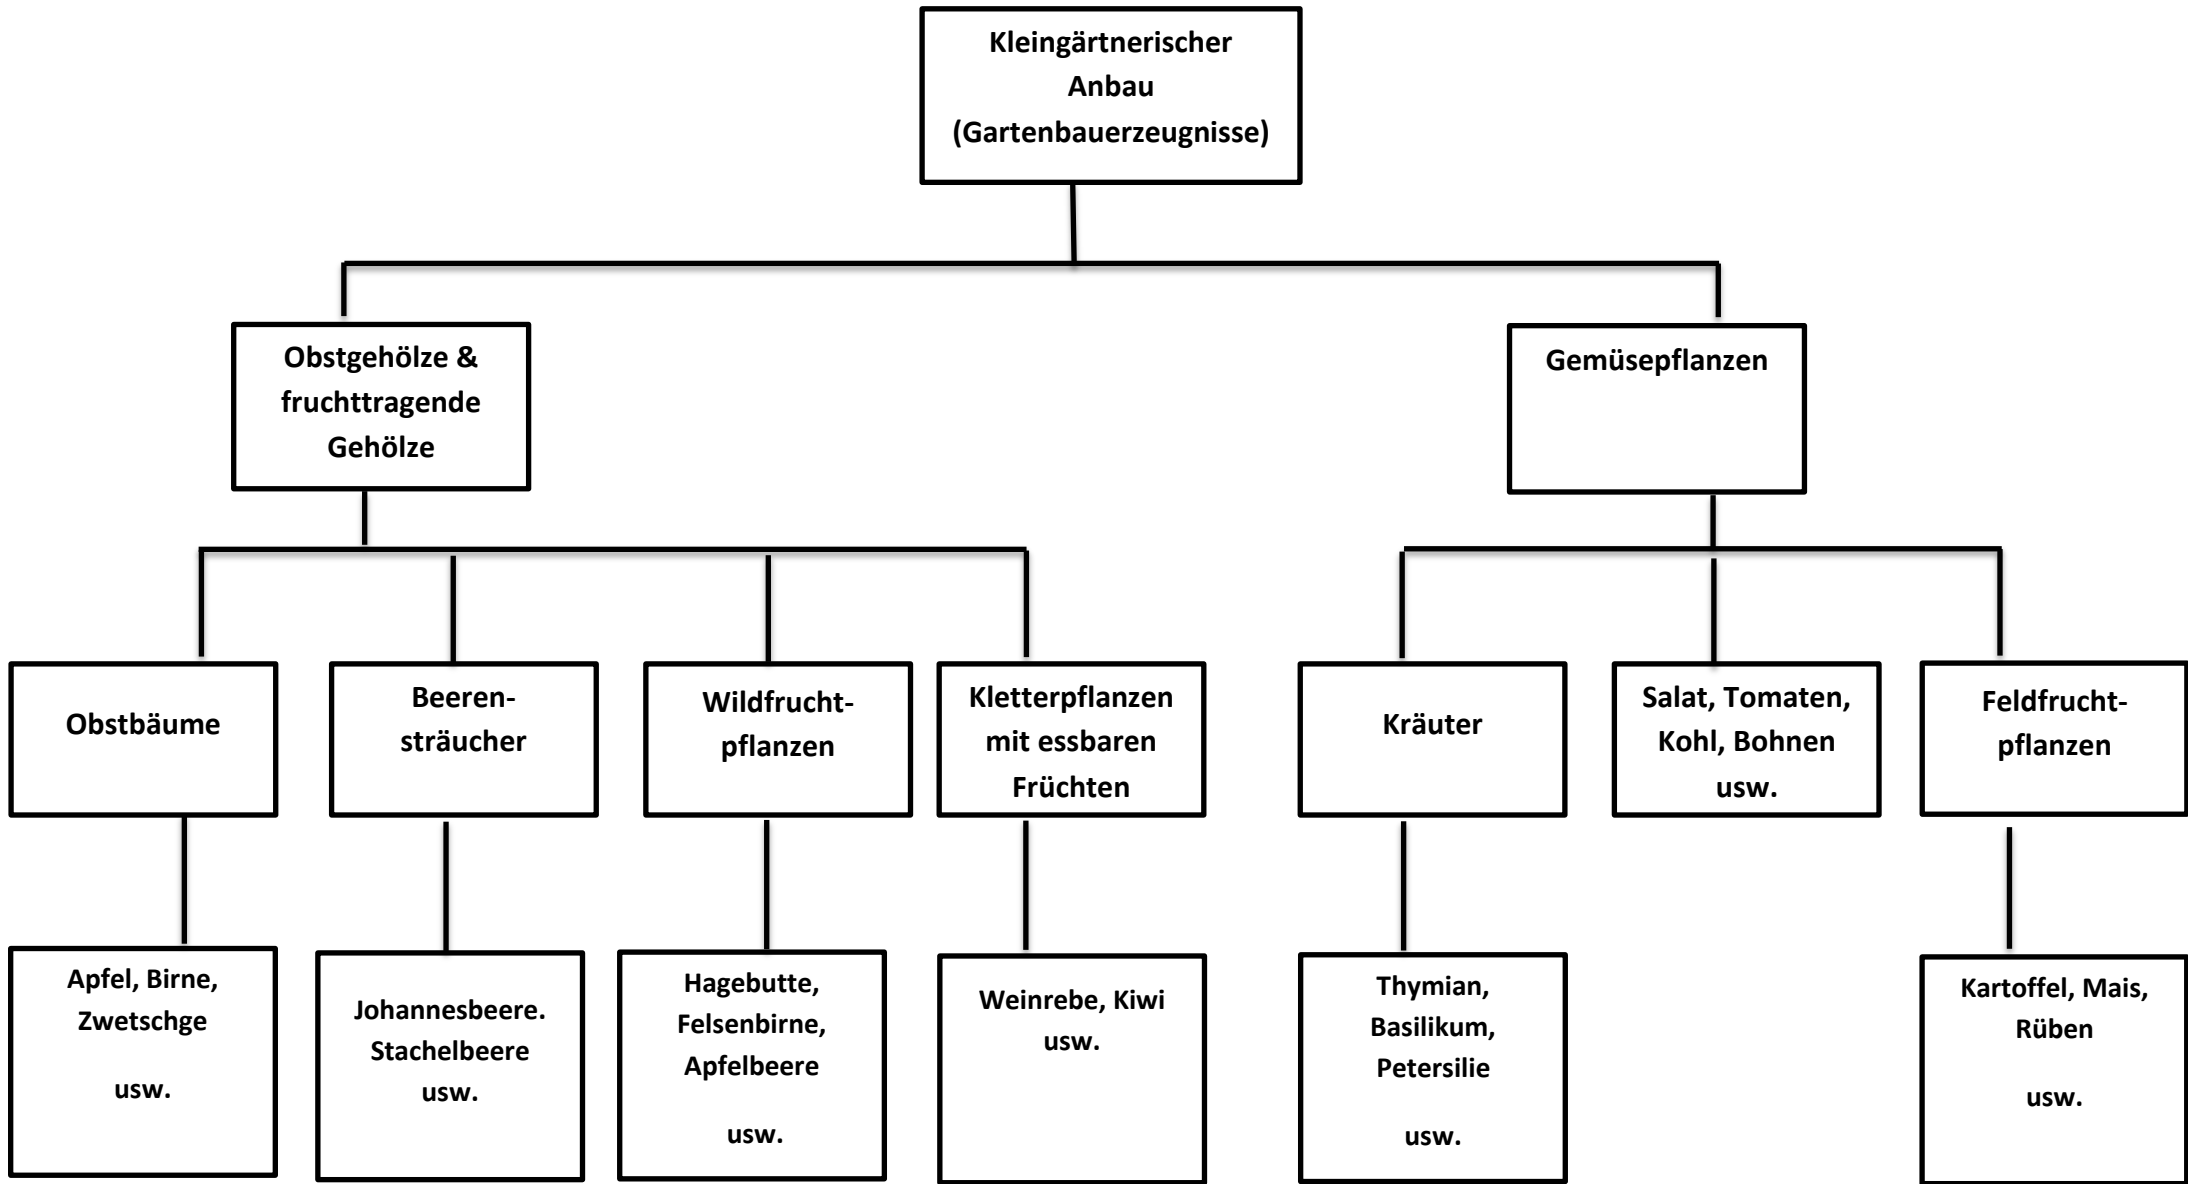 Kleingärtnerischer
Anbau
(Gartenbauerzeugnisse)
Obstgehölze &
fruchttragende
Gehölze
Gemüsepflanzen
Obstbäume
Beeren-
sträucher
Wildfrucht-
pflanzen
Kletterpflanzen
mit essbaren
Früchten
Kräuter
Salat, Tomaten,
Kohl, Bohnen
usw.
Feldfrucht-
pflanzen
Apfel, Birne,
Zwetschge
usw.
Johannesbeere.
Stachelbeere
usw.
Hagebutte,
Felsenbirne,
Apfelbeere
usw.
Weinrebe, Kiwi
usw.
Thymian,
Basilikum,
Petersilie
usw.
Kartoffel, Mais,
Rüben
usw.